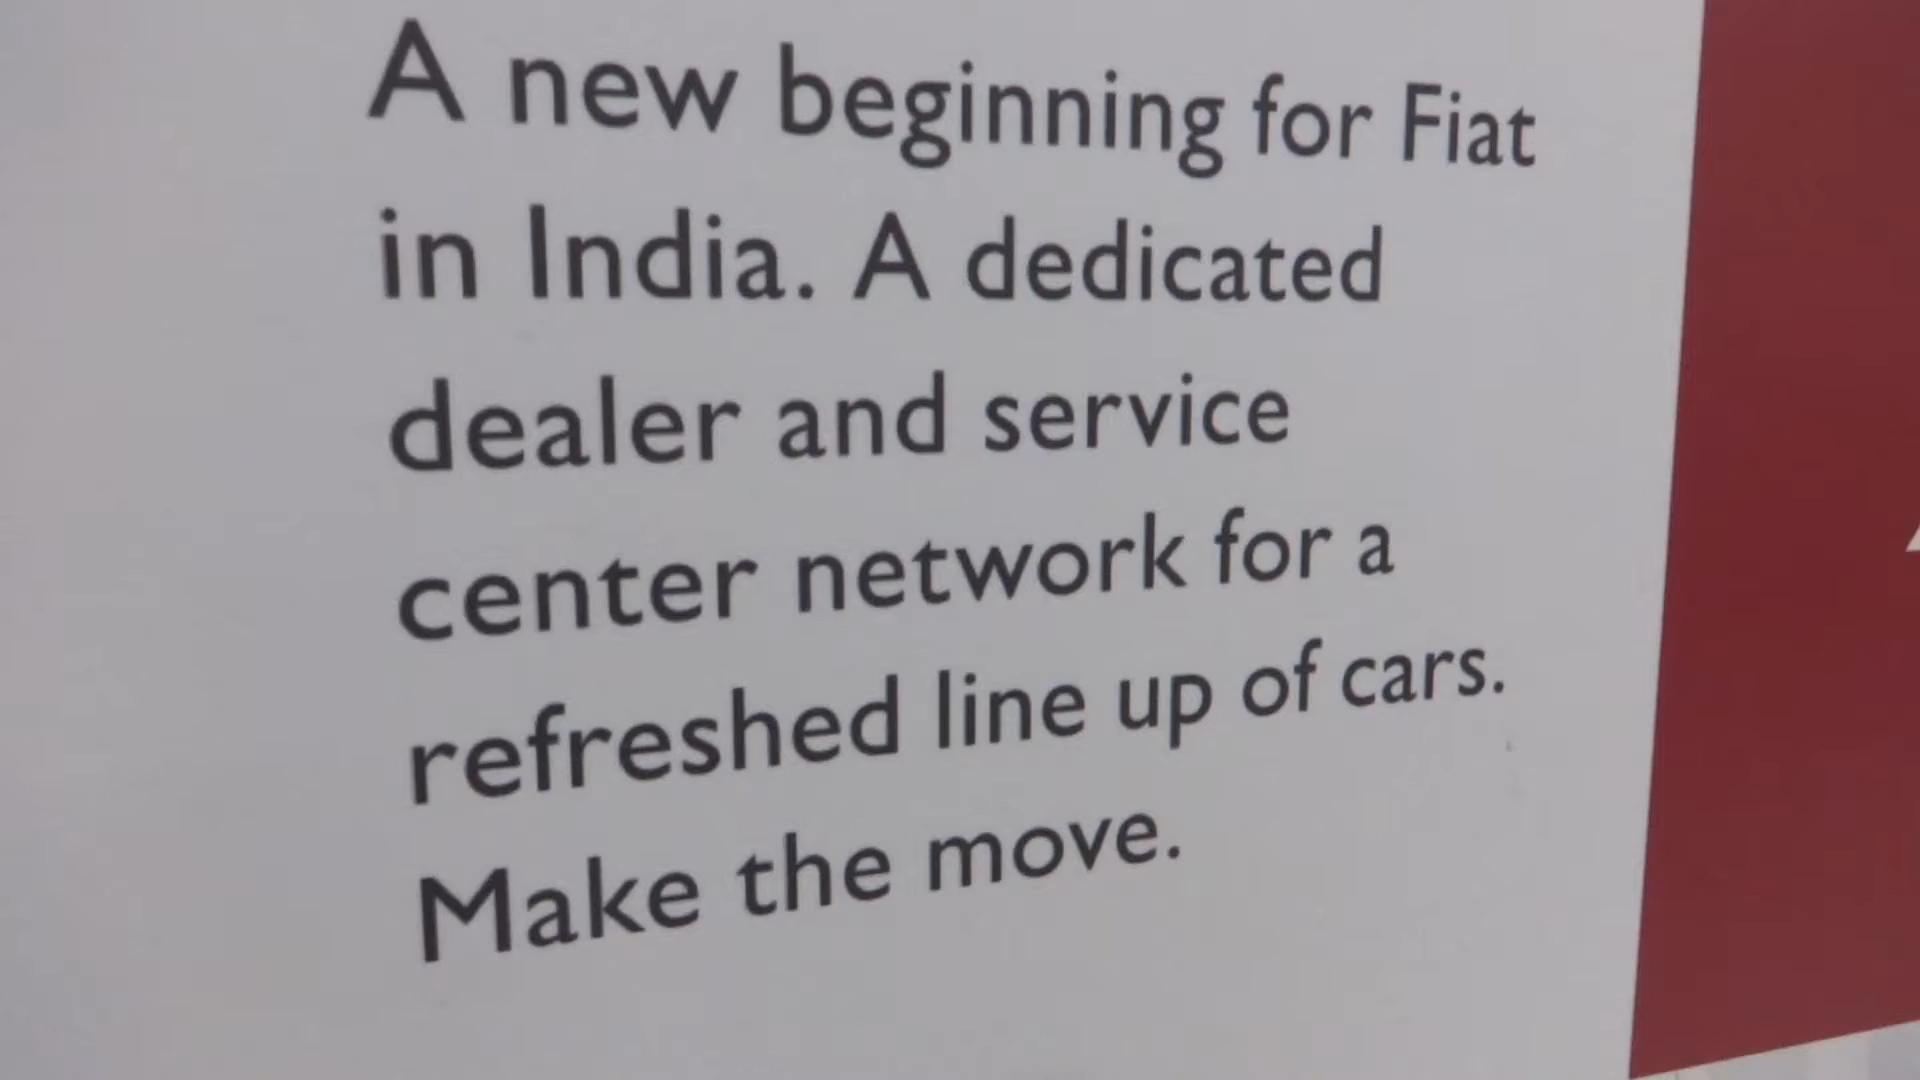 A new beginning for Fiat
in India. A dedicated
dealer and service
center network for a
refreshed line up of cars.
Make the move.